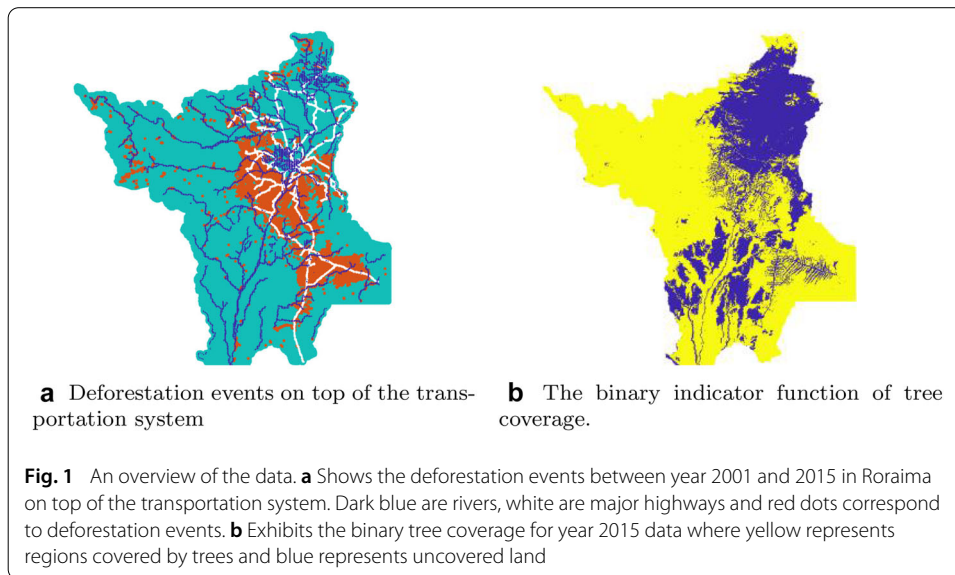 a Deforestation events on top of the trans-
portation system
b The binary indicator function of tree
coverage.
Fig. 1 An overview of the data. a Shows the deforestation events between year 2001 and 2015 in Roraima
on top of the transportation system. Dark blue are rivers, white are major highways and red dots correspond
to deforestation events. b Exhibits the binary tree coverage for year 2015 data where yellow represents
regions covered by trees and blue represents uncovered land